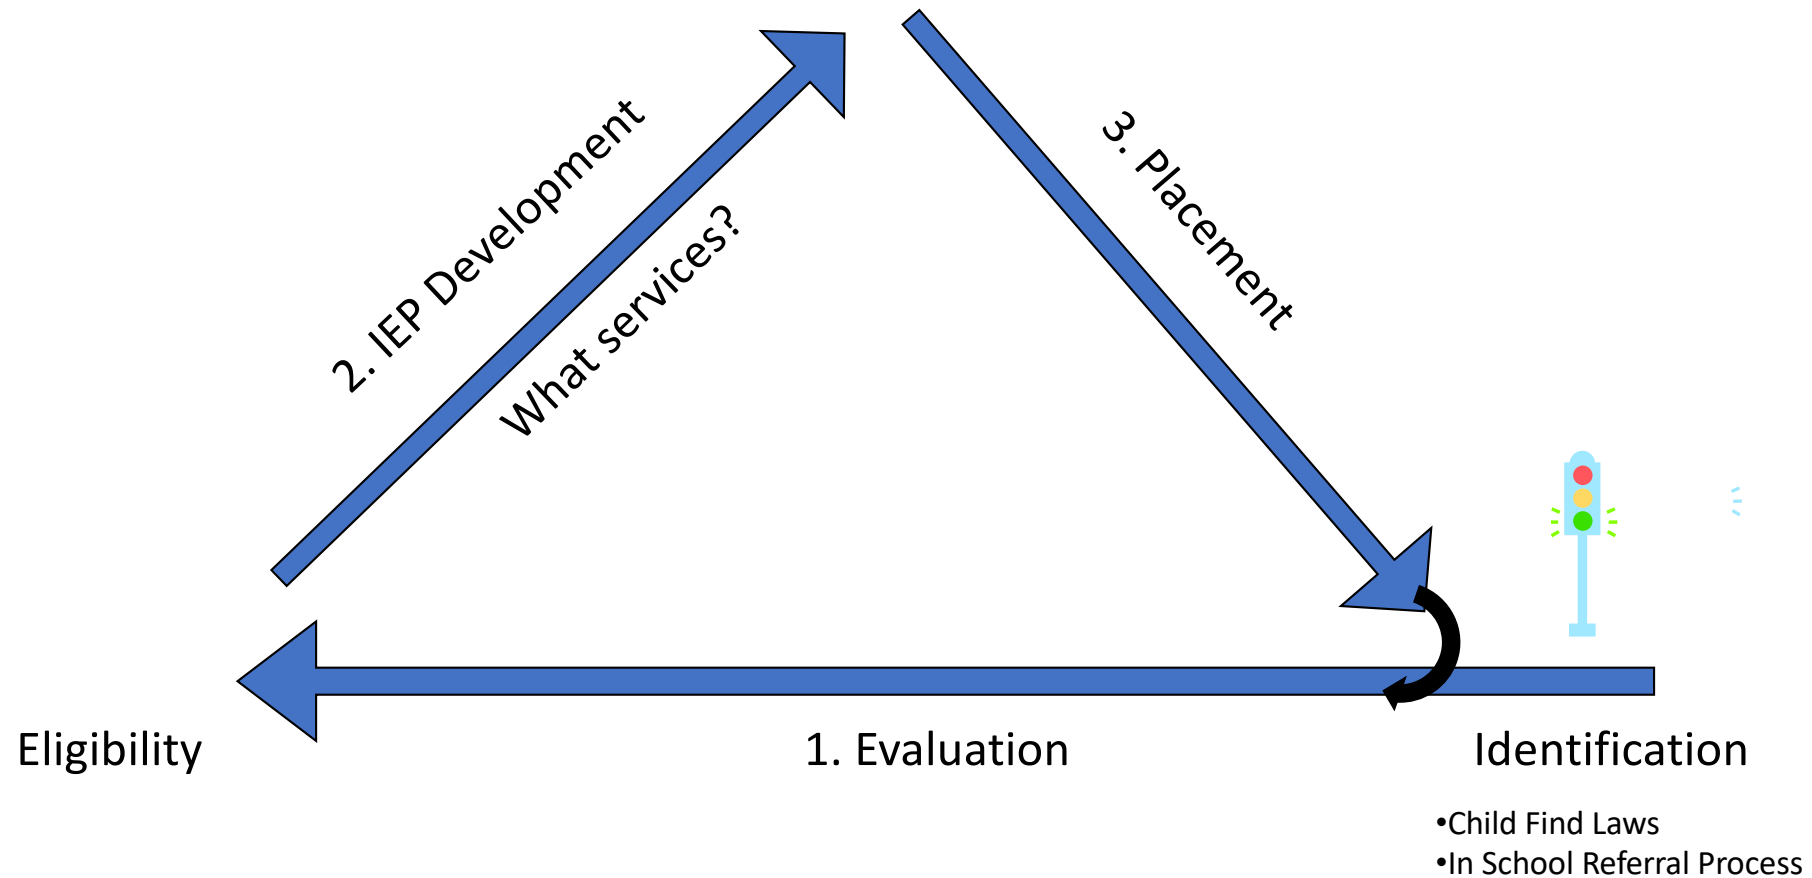 2. IEP Development
What services?
3. Placement
Eligibility
1. Evaluation
Identification
•Child Find Laws
•In School Referral Process